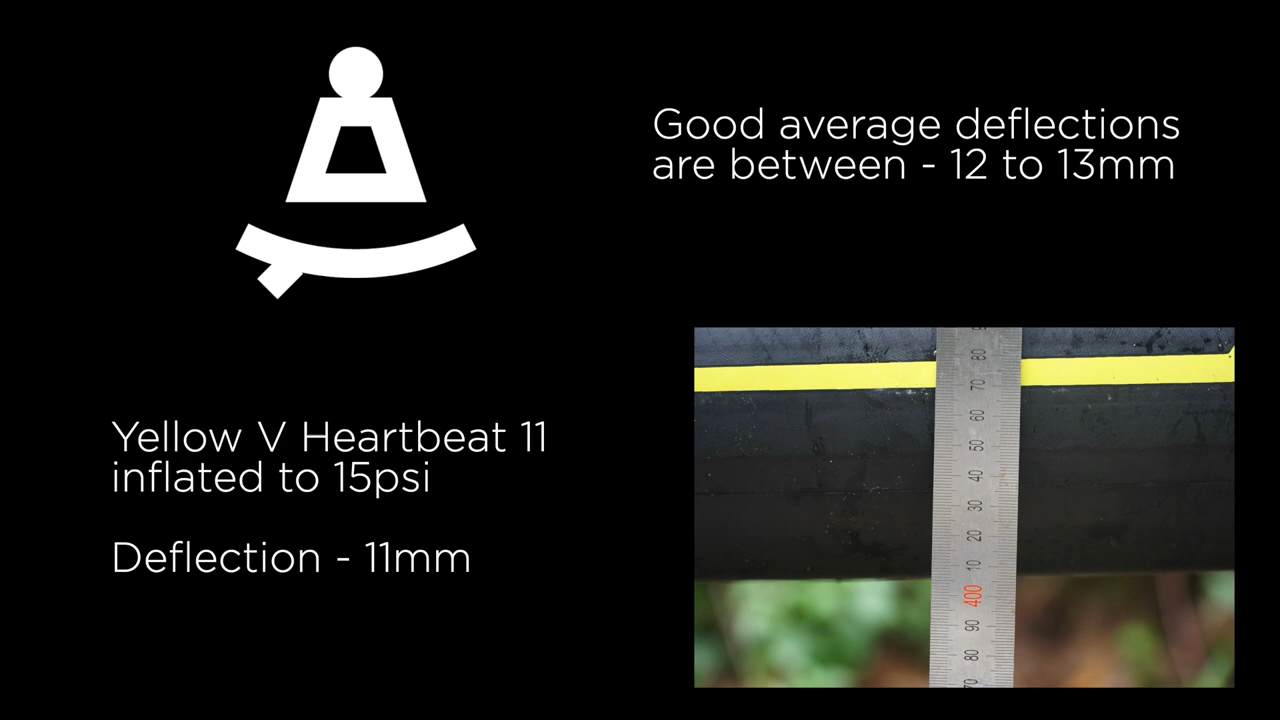 Good average deflections
are between - 12 to 13mm
Yellow V Heartbeat 11
inflated to 15psi
Deflection - 11mm
80
70
60
50
40
30
20
10
400
90
80